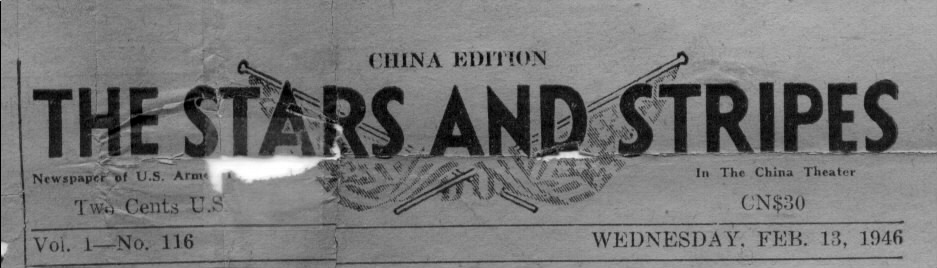 CHINA EDITION
THE STARS AND STRIPES
Newspaper of U.S. In The China Theater
Two Cents U.S. CN$30
Vol. 1—No. 116 WEDNESDAY, FEB. 13, 1946